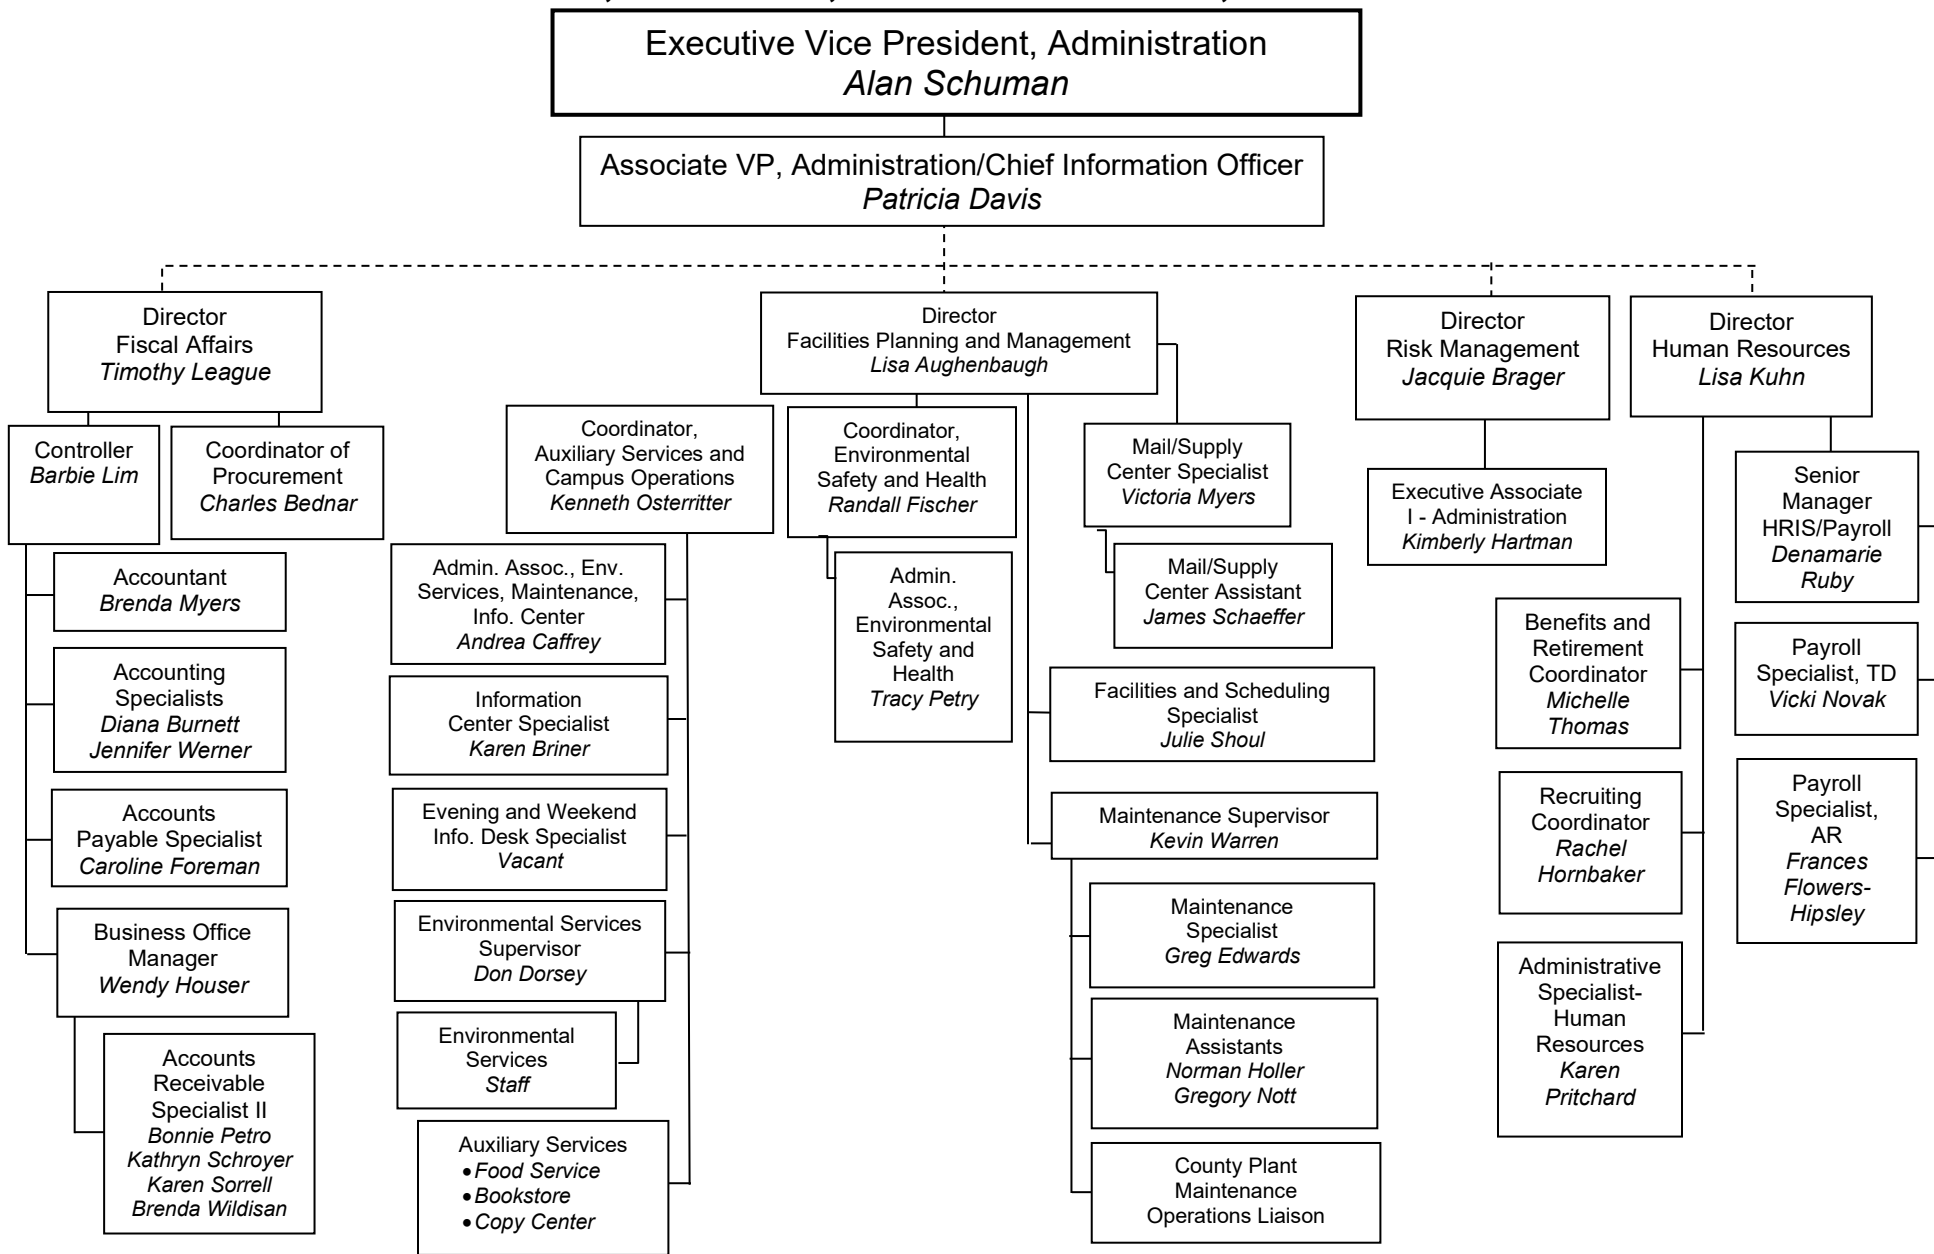 Executive Vice President, Administration
Alan Schuman
Associate VP, Administration/Chief Information Officer
Patricia Davis
Director
Fiscal Affairs
Timothy League
Controller
Barbie Lim
Coordinator of
Procurement
Charles Bednar
Accountant
Brenda Myers
Accounting
Specialists
Diana Burnett
Jennifer Werner
Accounts
Payable Specialist
Caroline Foreman
Business Office
Manager
Wendy Houser
Accounts
Receivable
Specialist II
Bonnie Petro
Kathryn Schroyer
Karen Sorrell
Brenda Wildisan
Coordinator,
Auxiliary Services and
Campus Operations
Kenneth Osterritter
Admin. Assoc., Env.
Services, Maintenance,
Info. Center
Andrea Caffrey
Information
Center Specialist
Karen Briner
Evening and Weekend
Info. Desk Specialist
Vacant
Environmental Services
Supervisor
Don Dorsey
Environmental
Services
Staff
Auxiliary Services
• Food Service
• Bookstore
• Copy Center
Director
Facilities Planning and Management
Lisa Aughenbaugh
Coordinator,
Environmental
Safety and Health
Randall Fischer
Admin.
Assoc.,
Environmental
Safety and
Health
Tracy Petry
Mail/Supply
Center Specialist
Victoria Myers
Mail/Supply
Center Assistant
James Schaeffer
Facilities and Scheduling
Specialist
Julie Shoul
Maintenance Supervisor
Kevin Warren
Maintenance
Specialist
Greg Edwards
Maintenance
Assistants
Norman Holler
Gregory Nott
County Plant
Maintenance
Operations Liaison
Director
Risk Management
Jacquie Brager
Executive Associate
I - Administration
Kimberly Hartman
Director
Human Resources
Lisa Kuhn
Benefits and
Retirement
Coordinator
Michelle
Thomas
Recruiting
Coordinator
Rachel
Hornbaker
Administrative
Specialist-
Human
Resources
Karen
Pritchard
Senior
Manager
HRIS/Payroll
Denamarie
Ruby
Payroll
Specialist, TD
Vicki Novak
Payroll
Specialist,
AR
Frances
Flowers-
Hipsley